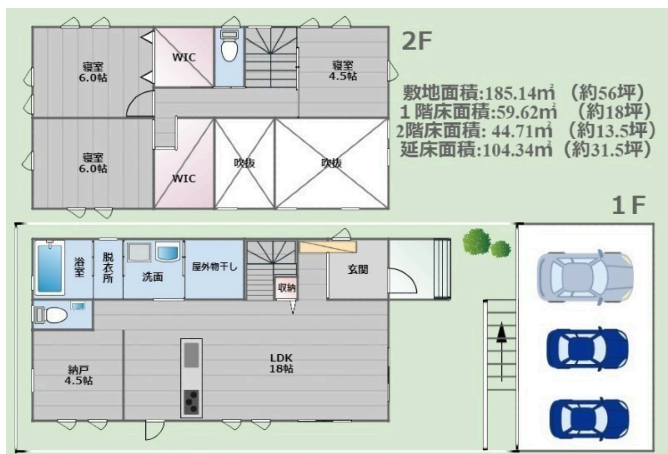 2F
寝室
6.0帖
WIC
寝室
4.5帖
敷地面積:185.14㎡ (約56坪)
1階床面積:59.62㎡ (約18坪)
2階床面積: 44.71㎡ (約13.5坪)
延床面積:104.34㎡ (約31.5坪)
寝室
6.0帖
WIC
吹抜
吹抜
1F
浴室
脱衣所
洗面
屋外物干し
収納
玄関
納戸
4.5帖
LDK
18帖